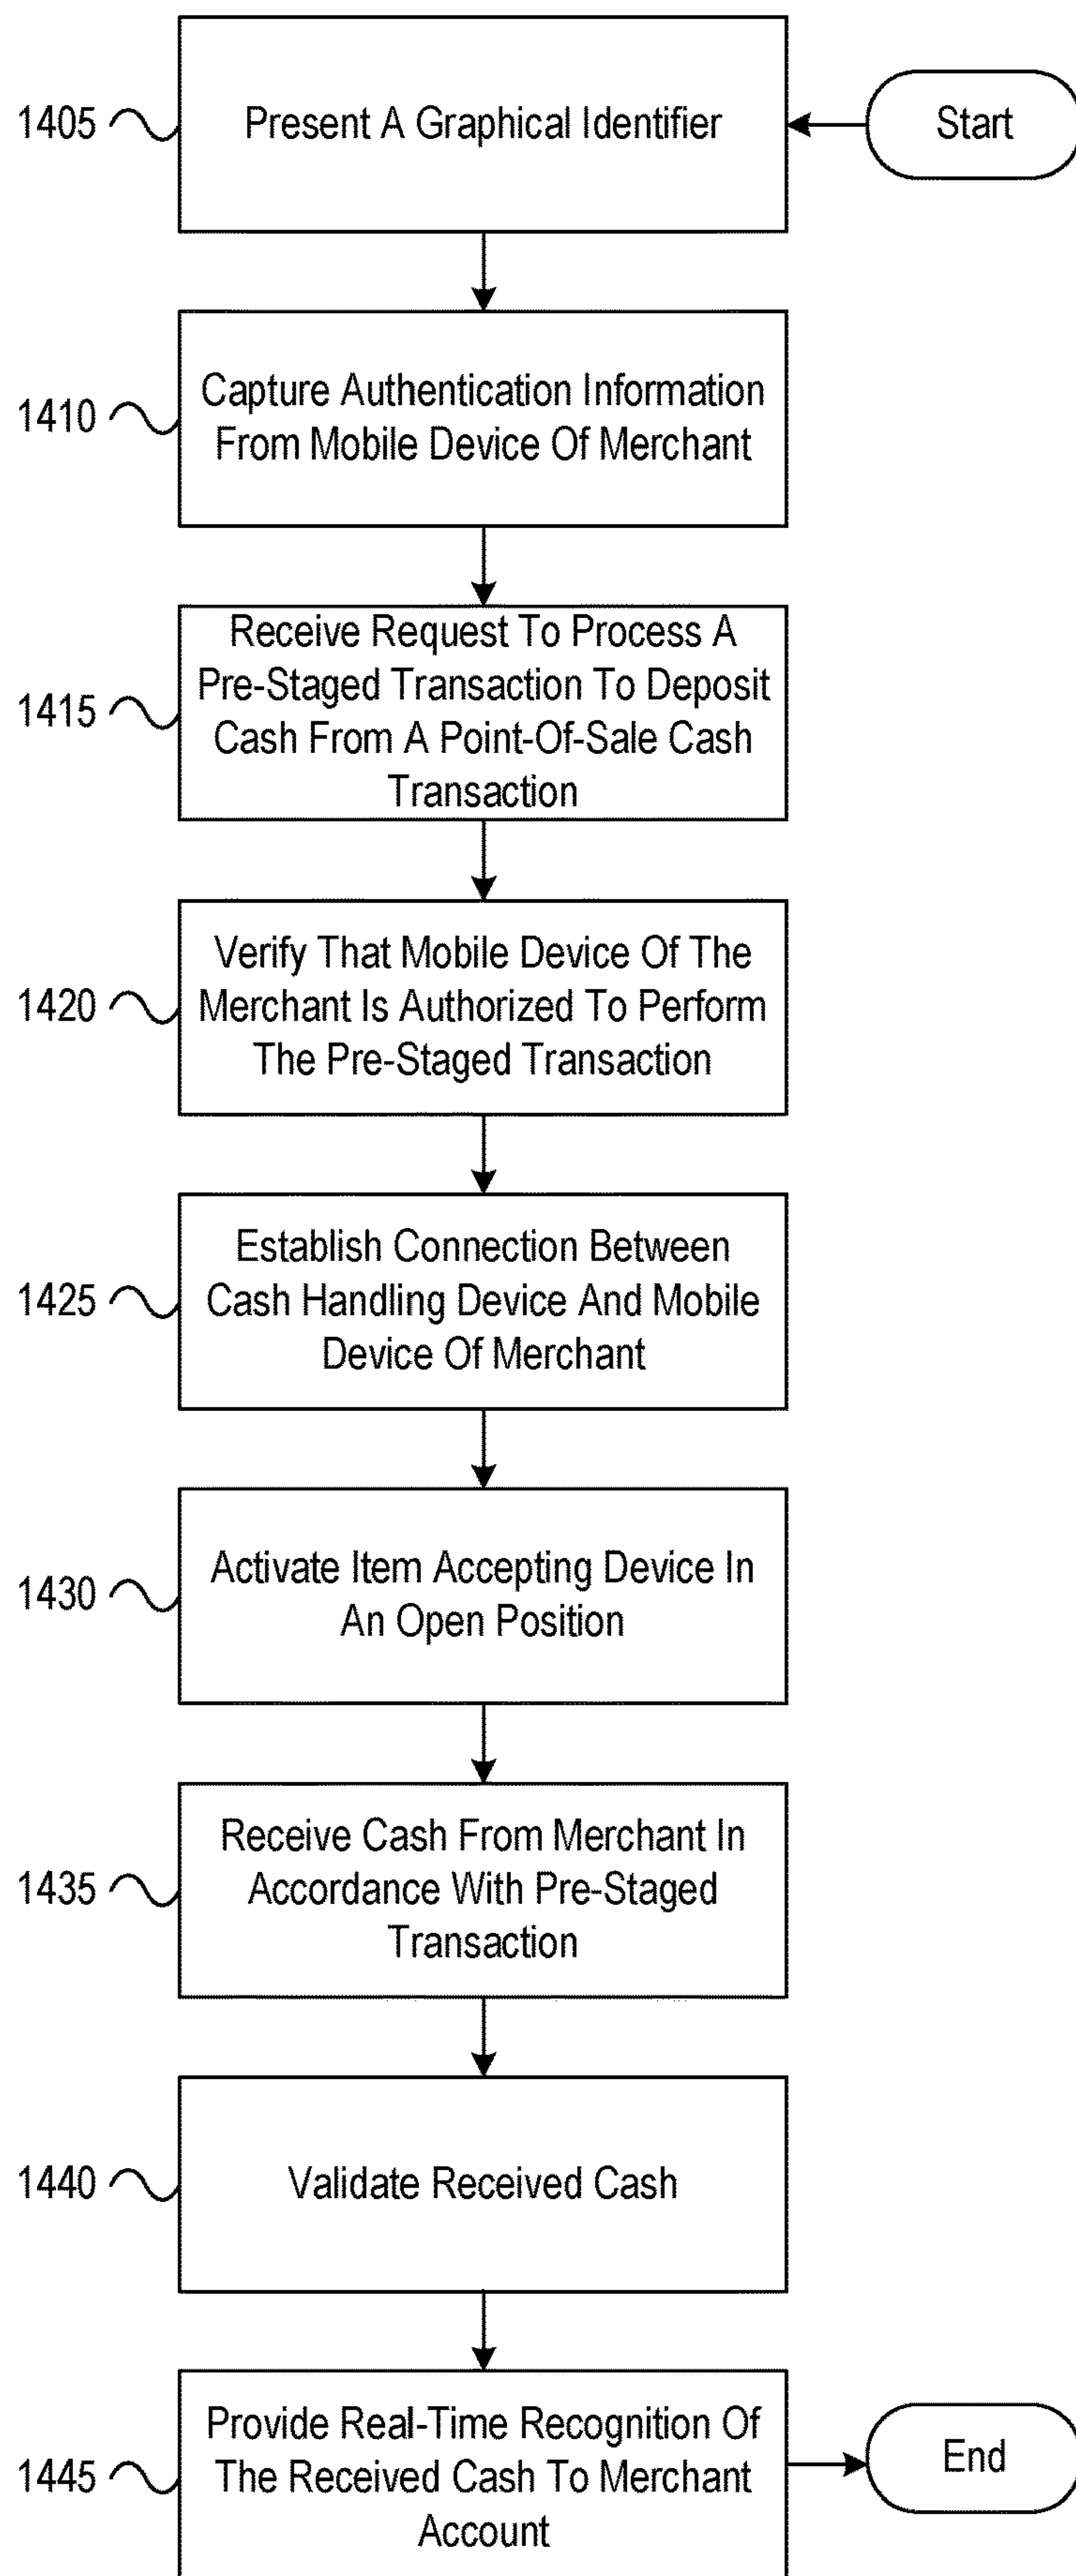 1405
Present A Graphical Identifier
Start
1410
Capture Authentication Information
From Mobile Device Of Merchant
1415
Receive Request To Process A
Pre-Staged Transaction To Deposit
Cash From A Point-Of-Sale Cash
Transaction
1420
Verify That Mobile Device Of The
Merchant Is Authorized To Perform
The Pre-Staged Transaction
1425
Establish Connection Between
Cash Handling Device And Mobile
Device Of Merchant
1430
Activate Item Accepting Device In
An Open Position
1435
Receive Cash From Merchant In
Accordance With Pre-Staged
Transaction
1440
Validate Received Cash
1445
Provide Real-Time Recognition Of
The Received Cash To Merchant
Account
End